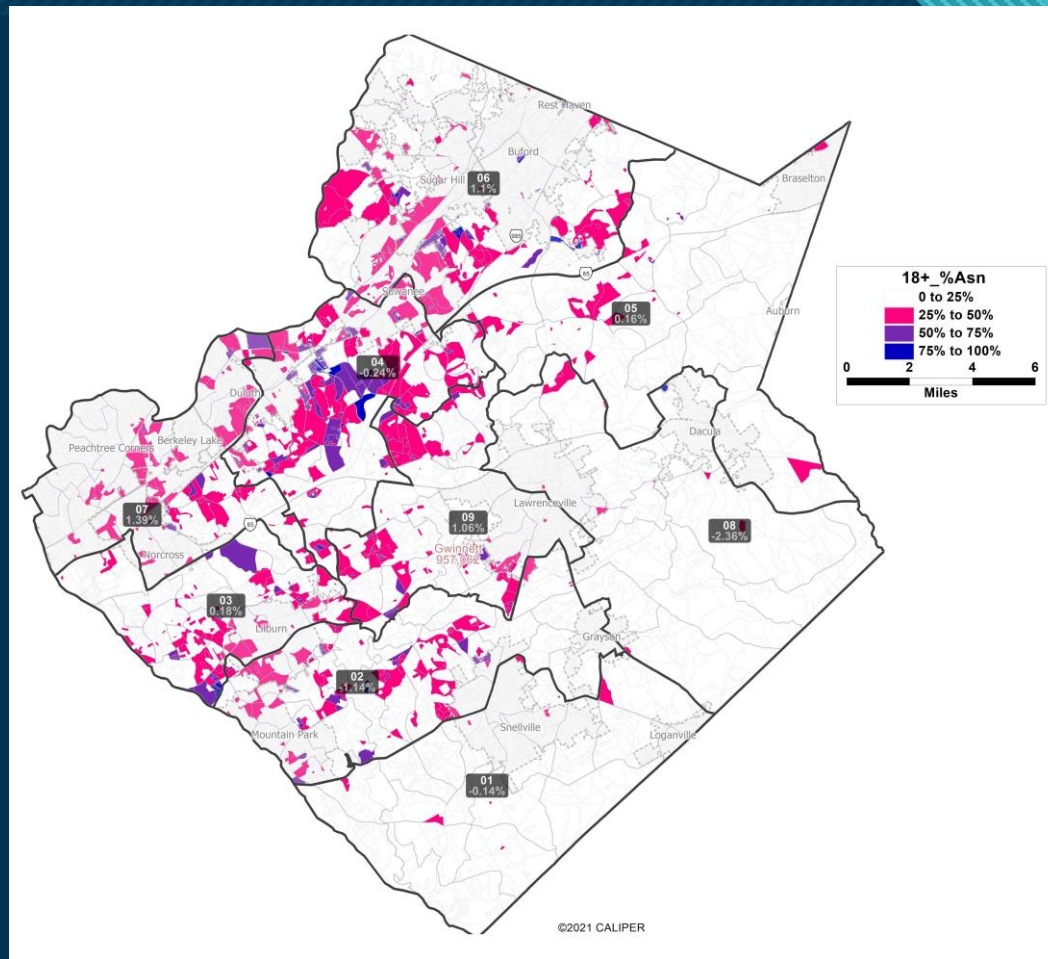 Rest Haven
Buford
Braselton
Sugar Hill
06
1.1%
985
85
Suwanee
05
0.16%
Auburn
18+_%Asn
0 to 25%
25% to 50%
50% to 75%
75% to 100%
0 2 4 6
Miles
04
-0.24%
Duluth
Dacula
Peachtree Corners
Berkeley Lake
07
1.39%
85
Lawrenceville
09
1.06%
08
-2.36%
Gwinnett
Norcross
03
0.18%
Lilburn
Grayson
02
-1.14%
Mountain Park
Snellville
Loganville
01
-0.14%
©2021 CALIPER